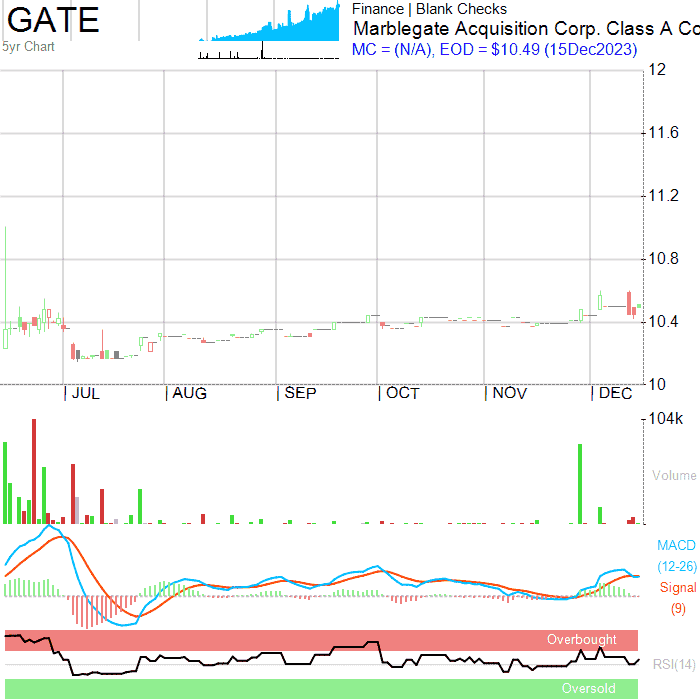 GATE
5yr Chart
Finance | Blank Checks
Marblegate Acquisition Corp. Class A Co
MC = (N/A), EOD = $10.49 (15Dec2023)
12
11.6
11.2
10.8
10.4
10
| JUL | AUG | SEP | OCT | NOV | DEC
104k
Volume
MACD
(12-26)
Signal
(9)
Overbought
RSI(14)
Oversold